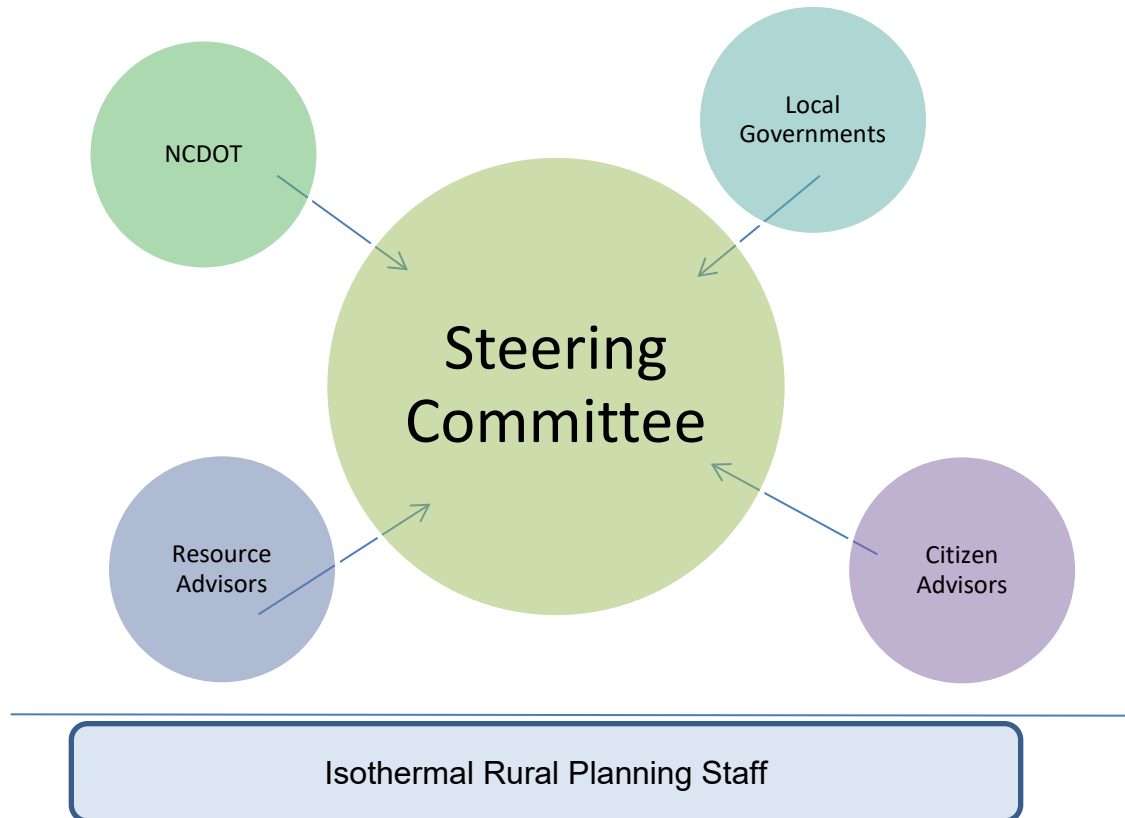 NCDOT
Local
Governments
Steering
Committee
Resource
Advisors
Citizen
Advisors
Isothermal Rural Planning Staff